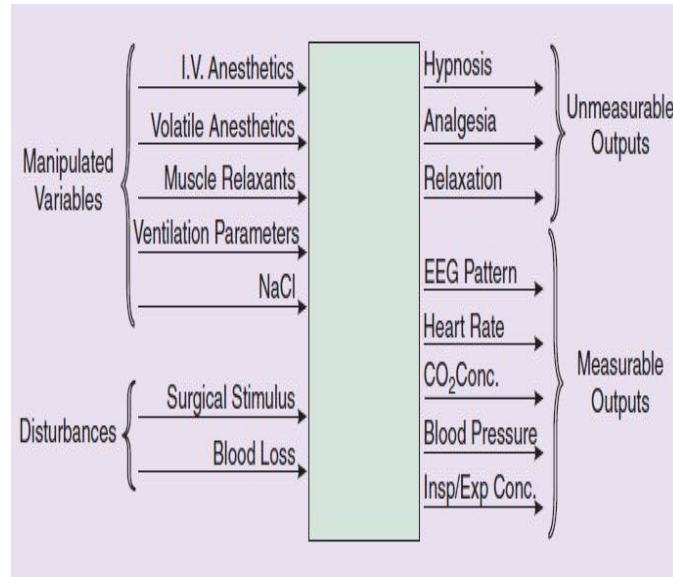 Manipulated
Variables
I.V. Anesthetics
Volatile Anesthetics
Muscle Relaxants
Ventilation Parameters
NaCl
Disturbances
Surgical Stimulus
Blood Loss
Hypnosis
Analgesia
Relaxation
Unmeasurable
Outputs
EEG Pattern
Heart Rate
CO₂Conc.
Blood Pressure
Insp/Exp Conc.
Measurable
Outputs